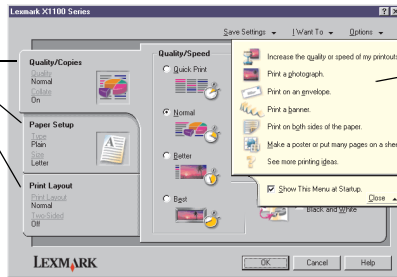 Lexmark X1100 Series
Save Settings
I Want To
Options
Quality/Copies
Quality
Normal
Collate
On
Paper Setup
Type
Plain
Size
Letter
Print Layout
Print Layout
Normal
Two-Sided
Off
Quality/Speed
Quick Print
Normal
Better
Best
Increase the quality or speed of my printouts
Print a photograph.
Print on an envelope.
Print a banner.
Print on both sides of the paper.
Make a poster or put many pages on a shee
See more printing ideas.
Show This Menu at Startup.
Close
Black and White
LEXMARK
OK
Cancel
Help